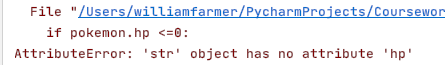 File "/Users/williamfarmer/PycharmProjects/Coursewor
if pokemon.hp <=0:
AttributeError: 'str' object has no attribute 'hp'